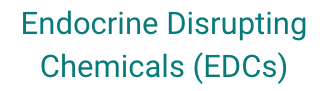 Endocrine Disrupting
Chemicals (EDCs)